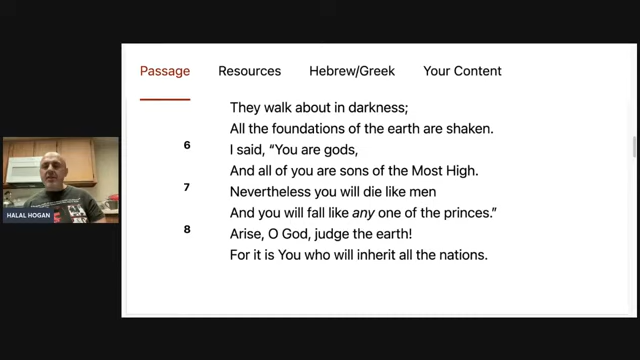 Passage Resources Hebrew/Greek Your Content
They walk about in darkness;
All the foundations of the earth are shaken.
6 I said, “You are gods,
And all of you are sons of the Most High.
7 Nevertheless you will die like men
And you will fall like any one of the princes.”
8 Arise, O God, judge the earth!
For it is You who will inherit all the nations.
HALAL HOGAN